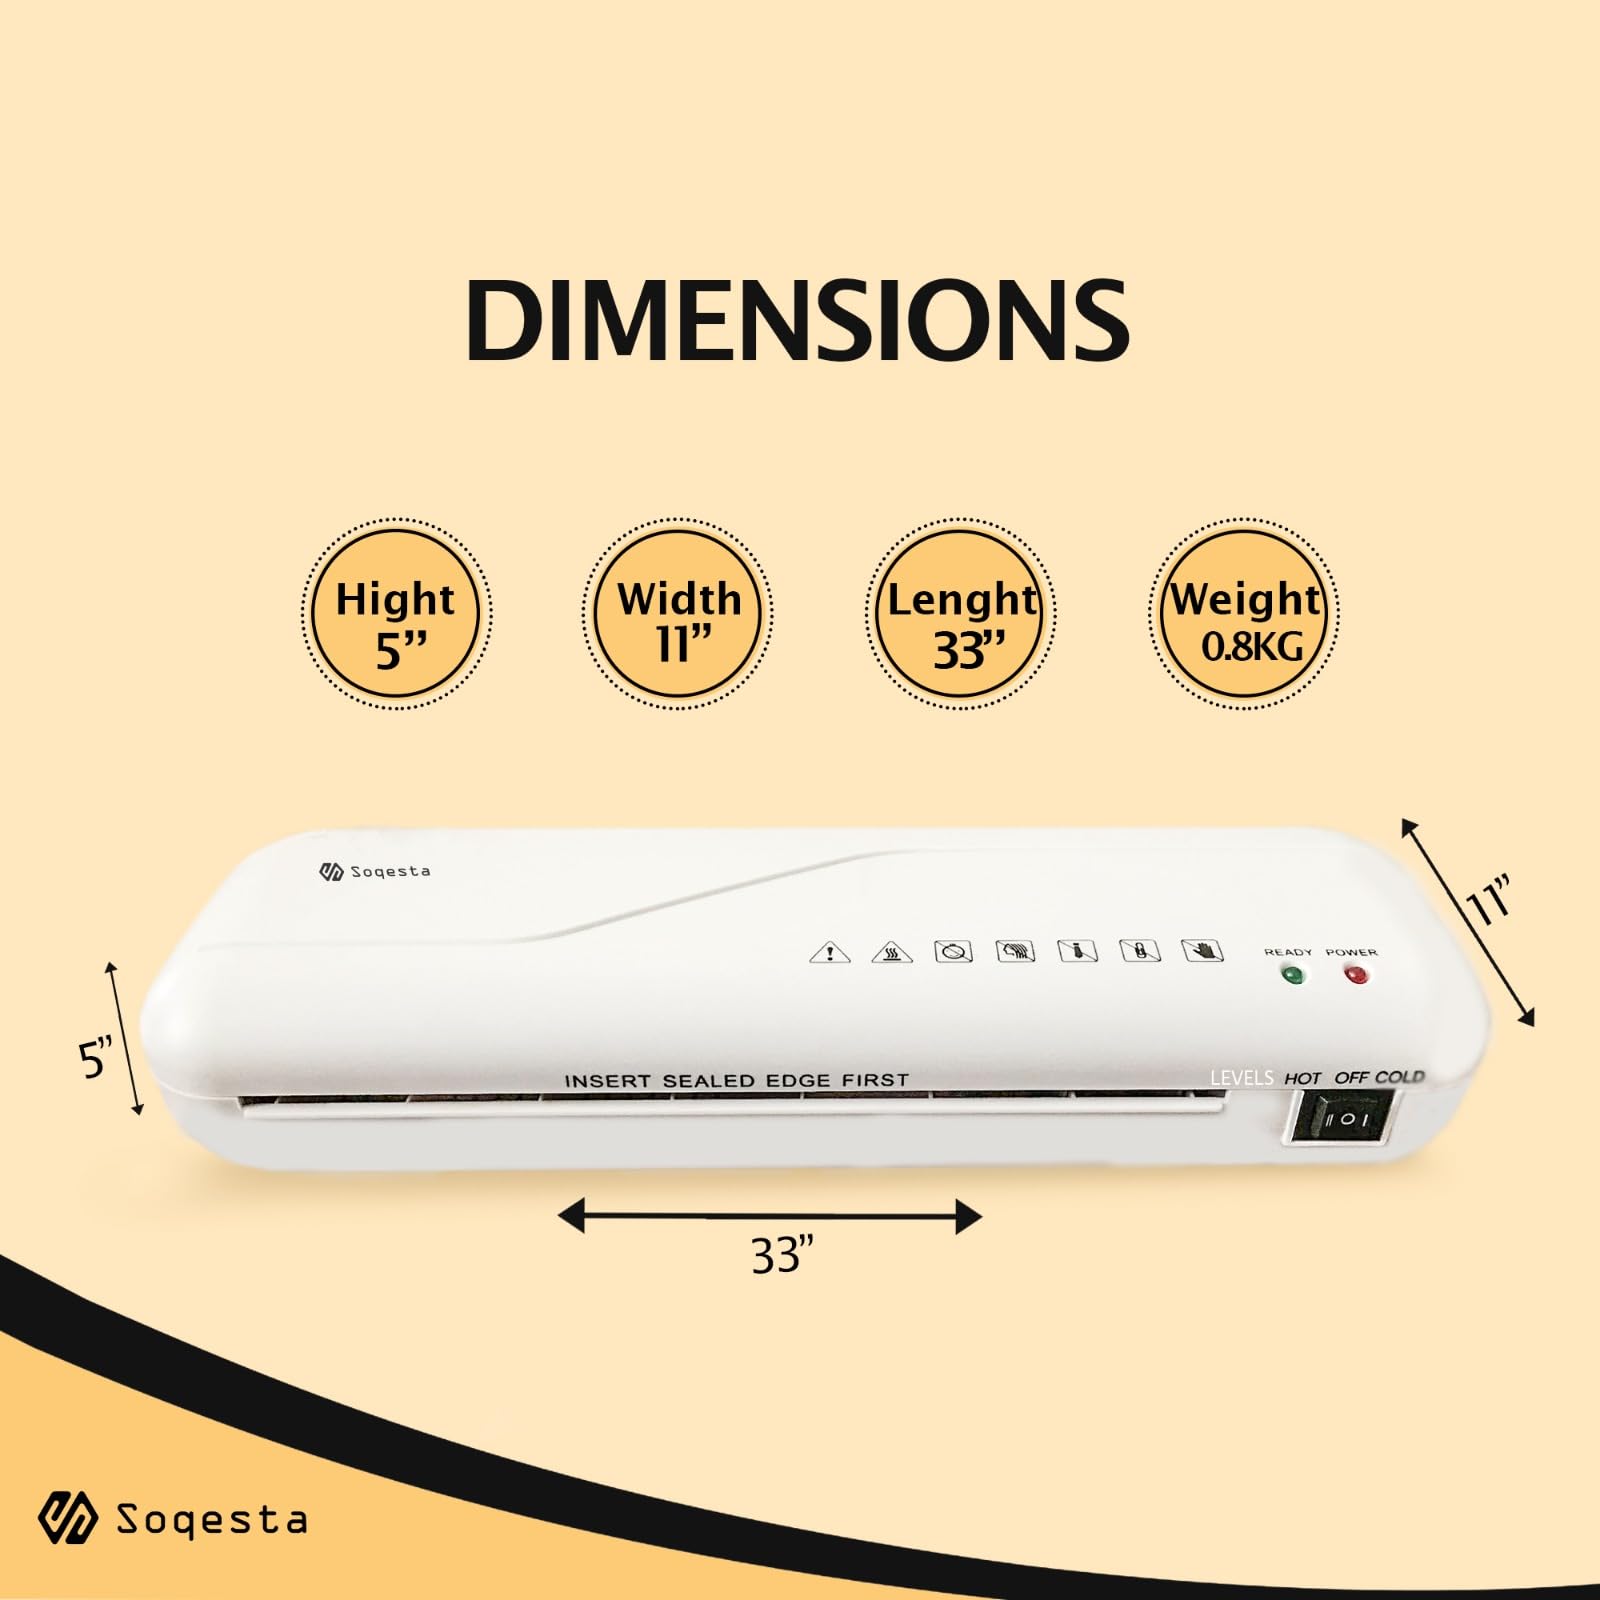 DIMENSIONS
Hight
5”
Width
11”
Lenght
33”
Weight
0.8KG
Soqesta
11”
READY POWER
5”
INSERT SEALED EDGE FIRST
LEVELS HOT OFF COLD
II O I
33”
Soqesta